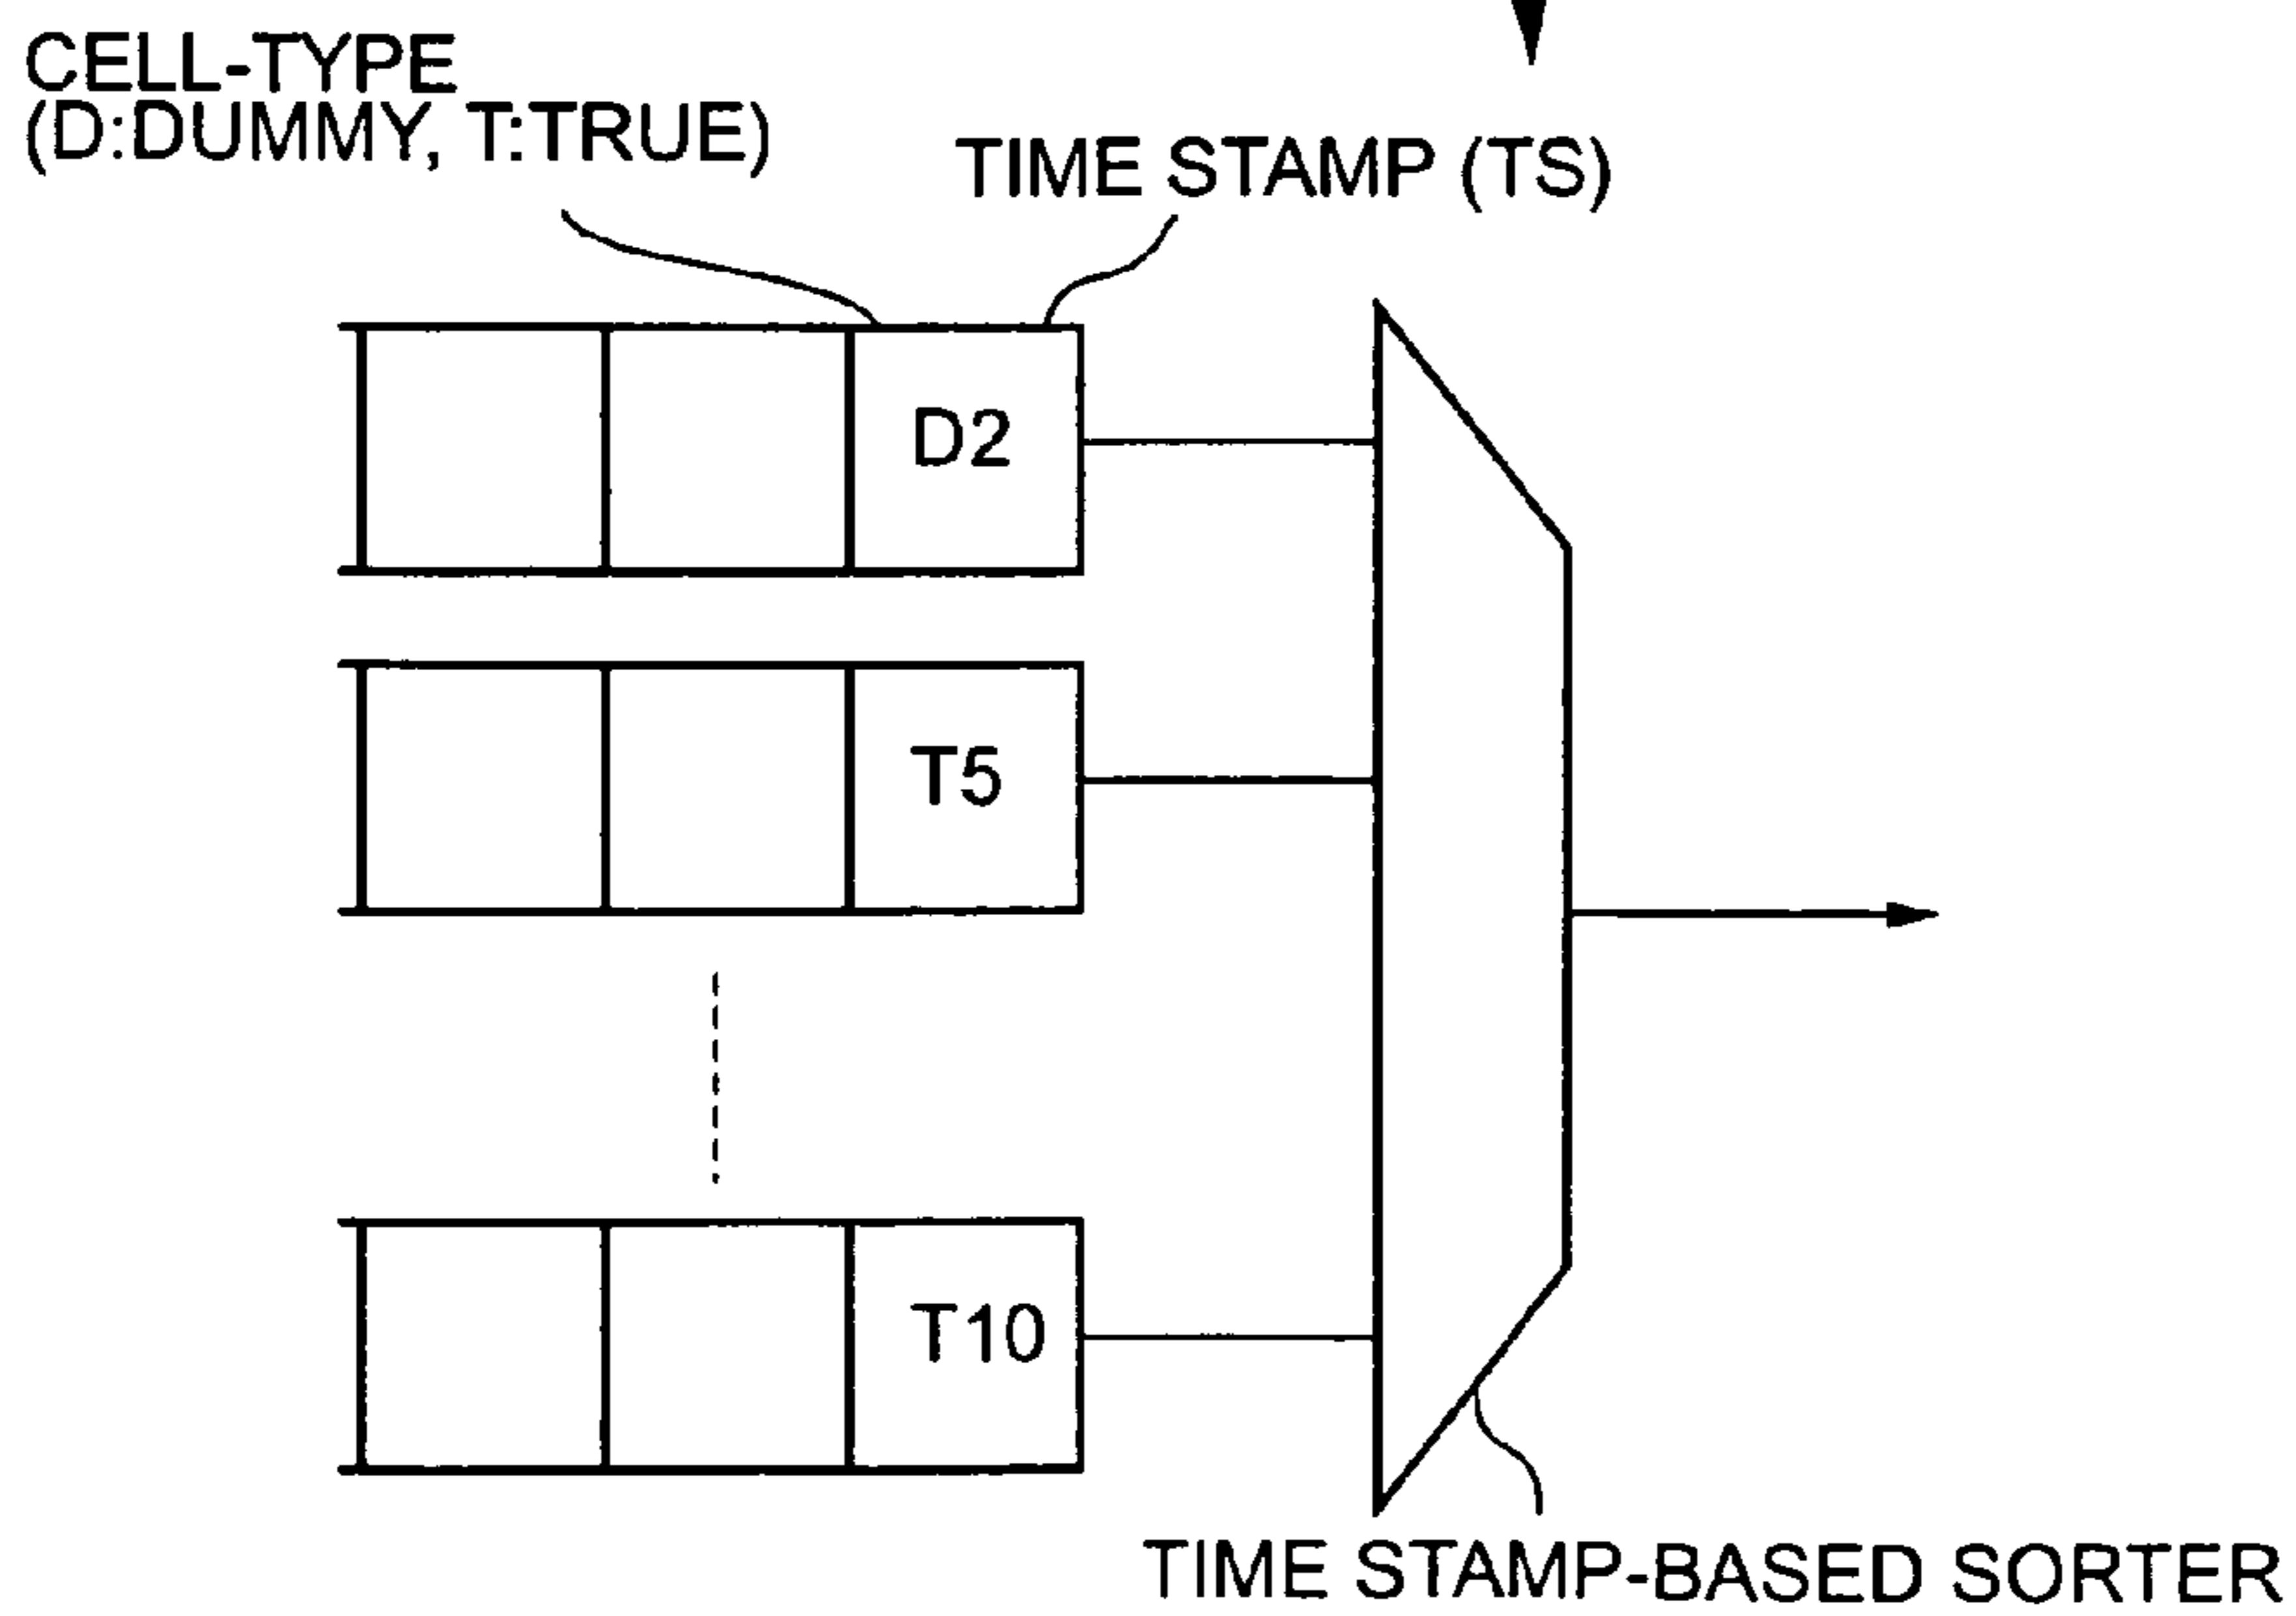 CELL-TYPE
(D:DUMMY, T:TRUE)
TIME STAMP (TS)
D2
T5
T10
TIME STAMP-BASED SORTER